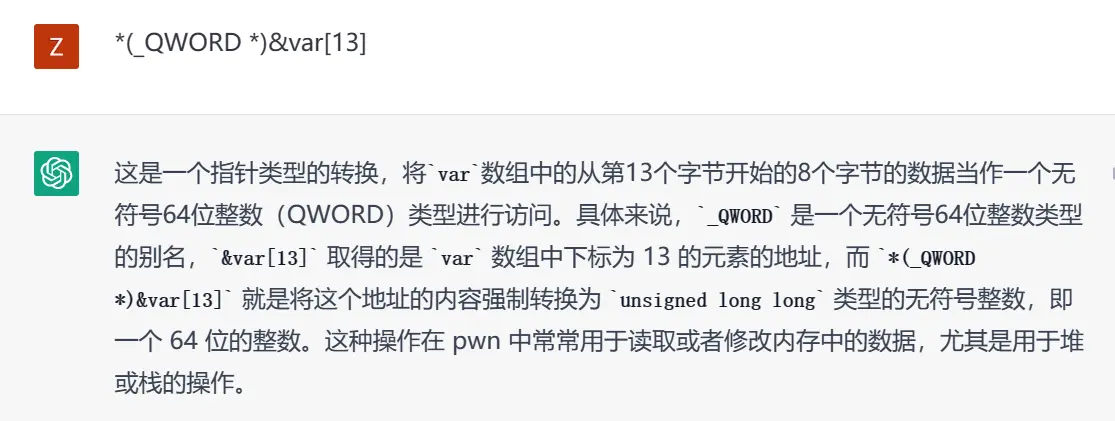 Z
*(_QWORD *)&var[13]
这是一个指针类型的转换，将`var`数组中的从第13个字节开始的8个字节的数据当作一个无
符号64位整数（QWORD）类型进行访问。具体来说，`_QWORD` 是一个无符号64位整数类型
的别名，`&var[13]` 取得的是 `var` 数组中下标为 13 的元素的地址，而 `*(_QWORD
*)&var[13]` 就是将这个地址的内容强制转换为 `unsigned long long` 类型的无符号整数，即
一个 64 位的整数。这种操作在 pwn 中常常用于读取或者修改内存中的数据，尤其是用于堆
或栈的操作。